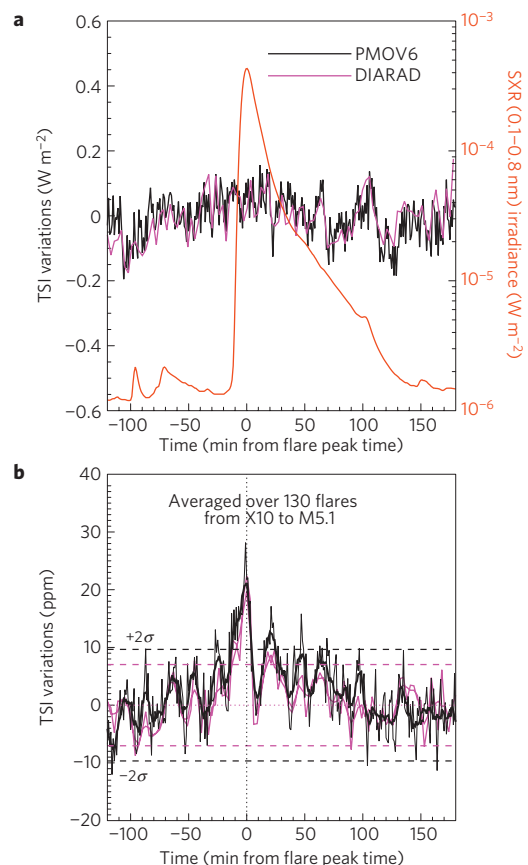 a
PMOV6
DIARAD
TSI variations (W m⁻²)
0.6
0.4
0.2
0
−0.2
−0.4
−0.6
10⁻³
10⁻⁴
10⁻⁵
10⁻⁶
SXR (0.1–0.8 nm) irradiance (W m⁻²)
−100 −50 0 50 100 150
Time (min from flare peak time)
b
Averaged over 130 flares
from X10 to M5.1
TSI variations (ppm)
40
30
20
10
0
−10
−20
+2σ
−2σ
−100 −50 0 50 100 150
Time (min from flare peak time)